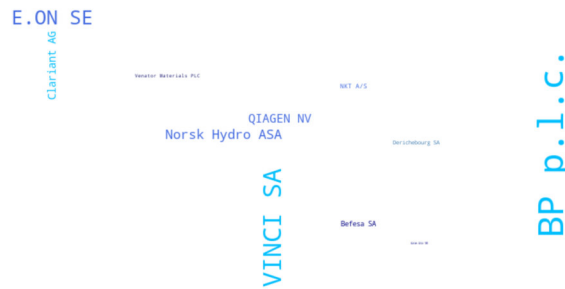 E.ON SE
Clariant AG
BP p.l.c.
Venator Materials PLC
NKT A/S
QIAGEN NV
Norsk Hydro ASA
Derichebourg SA
VINCI SA
Befesa SA